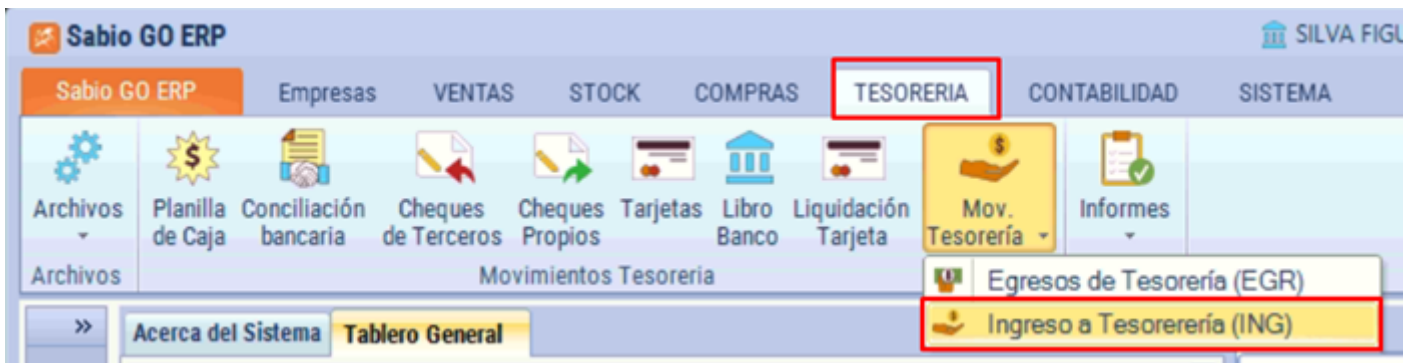 Sabio GO ERP
SILVA FIGU
Sabio GO ERP Empresas VENTAS STOCK COMPRAS TESORERIA CONTABILIDAD SISTEMA
Archivos Planilla Conciliación Cheques Cheques Tarjetas Libro Liquidación Mov. Informes
de Caja bancaria de Terceros Propios Banco Tarjeta Tesorería
Archivos Movimientos Tesoreria
Egresos de Tesorería (EGR)
Ingreso a Tesorerería (ING)
» Acerca del Sistema Tablero General